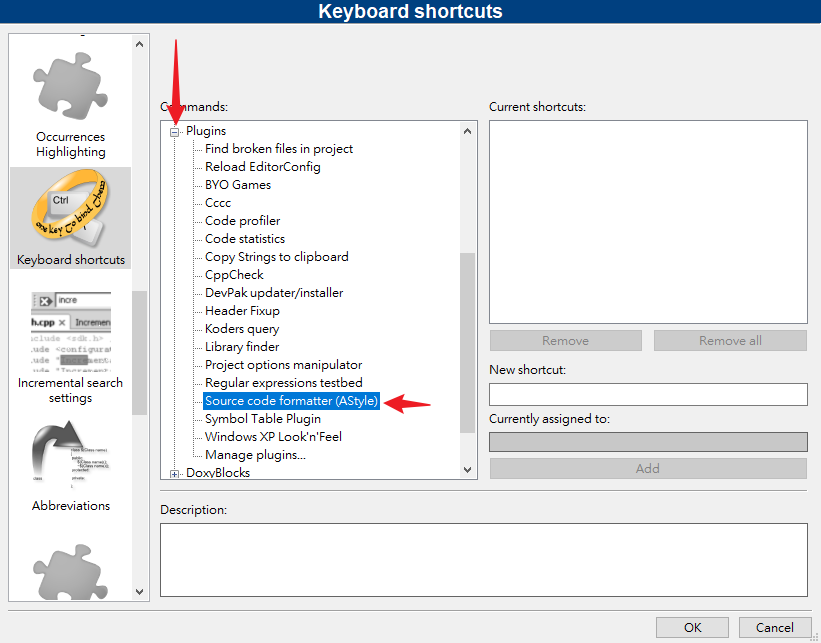 Keyboard shortcuts
Occurrences
Highlighting
Ctrl
one key to bind them
Keyboard shortcuts
incre
h.cpp
Incremen
clude <sdk.h>
lude <configura
ude "Increment
Incremental search
settings
Abbreviations
Commands:
Plugins
Find broken files in project
Reload EditorConfig
BYO Games
Cccc
Code profiler
Code statistics
Copy Strings to clipboard
CppCheck
DevPak updater/installer
Header Fixup
Koders query
Library finder
Project options manipulator
Regular expressions testbed
Source code formatter (AStyle)
Symbol Table Plugin
Windows XP Look'n'Feel
Manage plugins...
DoxyBlocks
Current shortcuts:
Remove
Remove all
New shortcut:
Currently assigned to:
Add
Description:
OK
Cancel